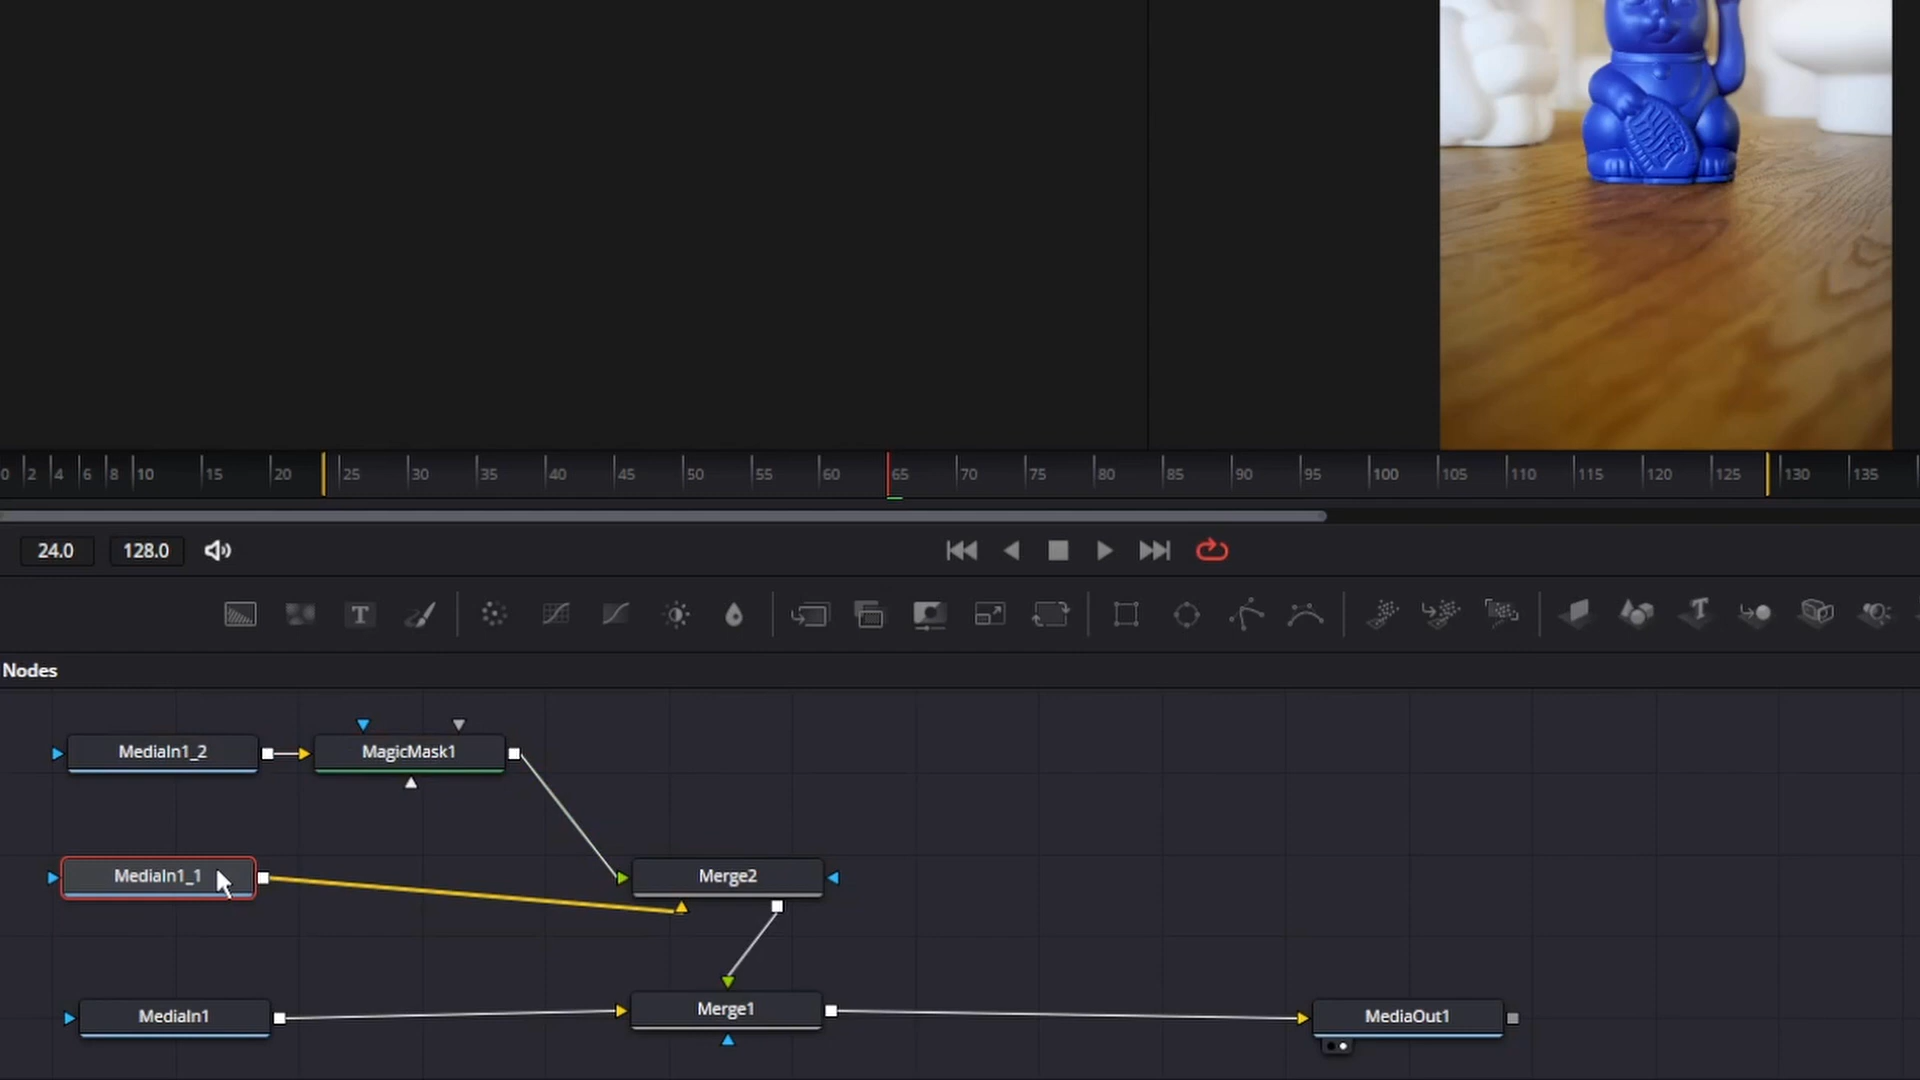 0 2 4 6 8 10 15 20 25 30 35 40 45 50 55 60 65 70 75 80 85 90 95 100 105 110 115 120 125 130 135
24.0 128.0
T
Nodes
MediaIn1_2 MagicMask1
MediaIn1_1 Merge2
MediaIn1 Merge1 MediaOut1